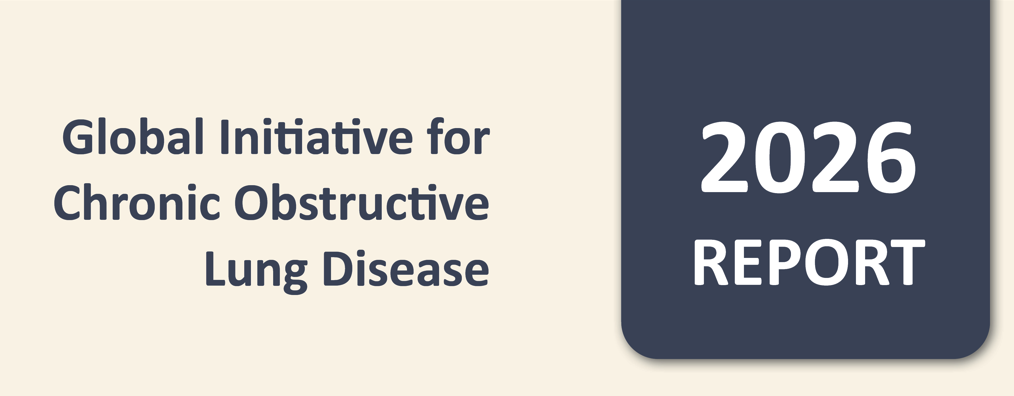 Global Initiative for
Chronic Obstructive
Lung Disease
2026
REPORT